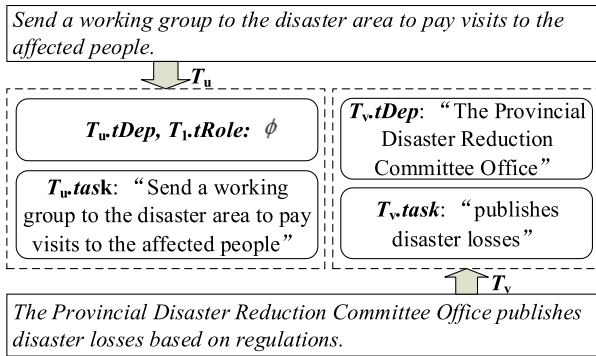 Send a working group to the disaster area to pay visits to the
affected people.
Tu
Tu.tDep, T1.tRole: ϕ
Tu.task: “Send a working
group to the disaster area to pay
visits to the affected people”
Tv.tDep: “The Provincial
Disaster Reduction
Committee Office”
Tv.task: “publishes
disaster losses”
Tv
The Provincial Disaster Reduction Committee Office publishes
disaster losses based on regulations.